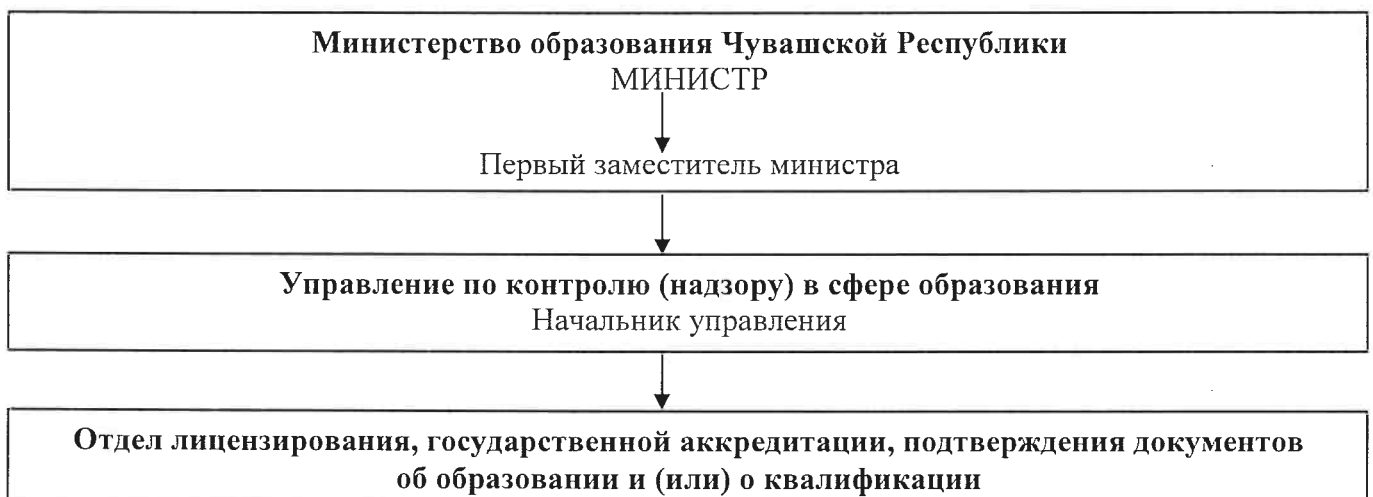 Министерство образования Чувашской Республики
МИНИСТР
Первый заместитель министра
Управление по контролю (надзору) в сфере образования
Начальник управления
Отдел лицензирования, государственной аккредитации, подтверждения документов
об образовании и (или) о квалификации